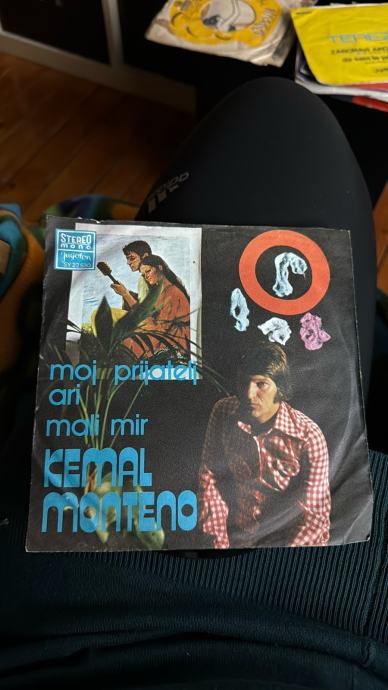 STEREO
mono
Jugoton
moj prijatelj
ari
mali mir
KEMAL
MONTENO